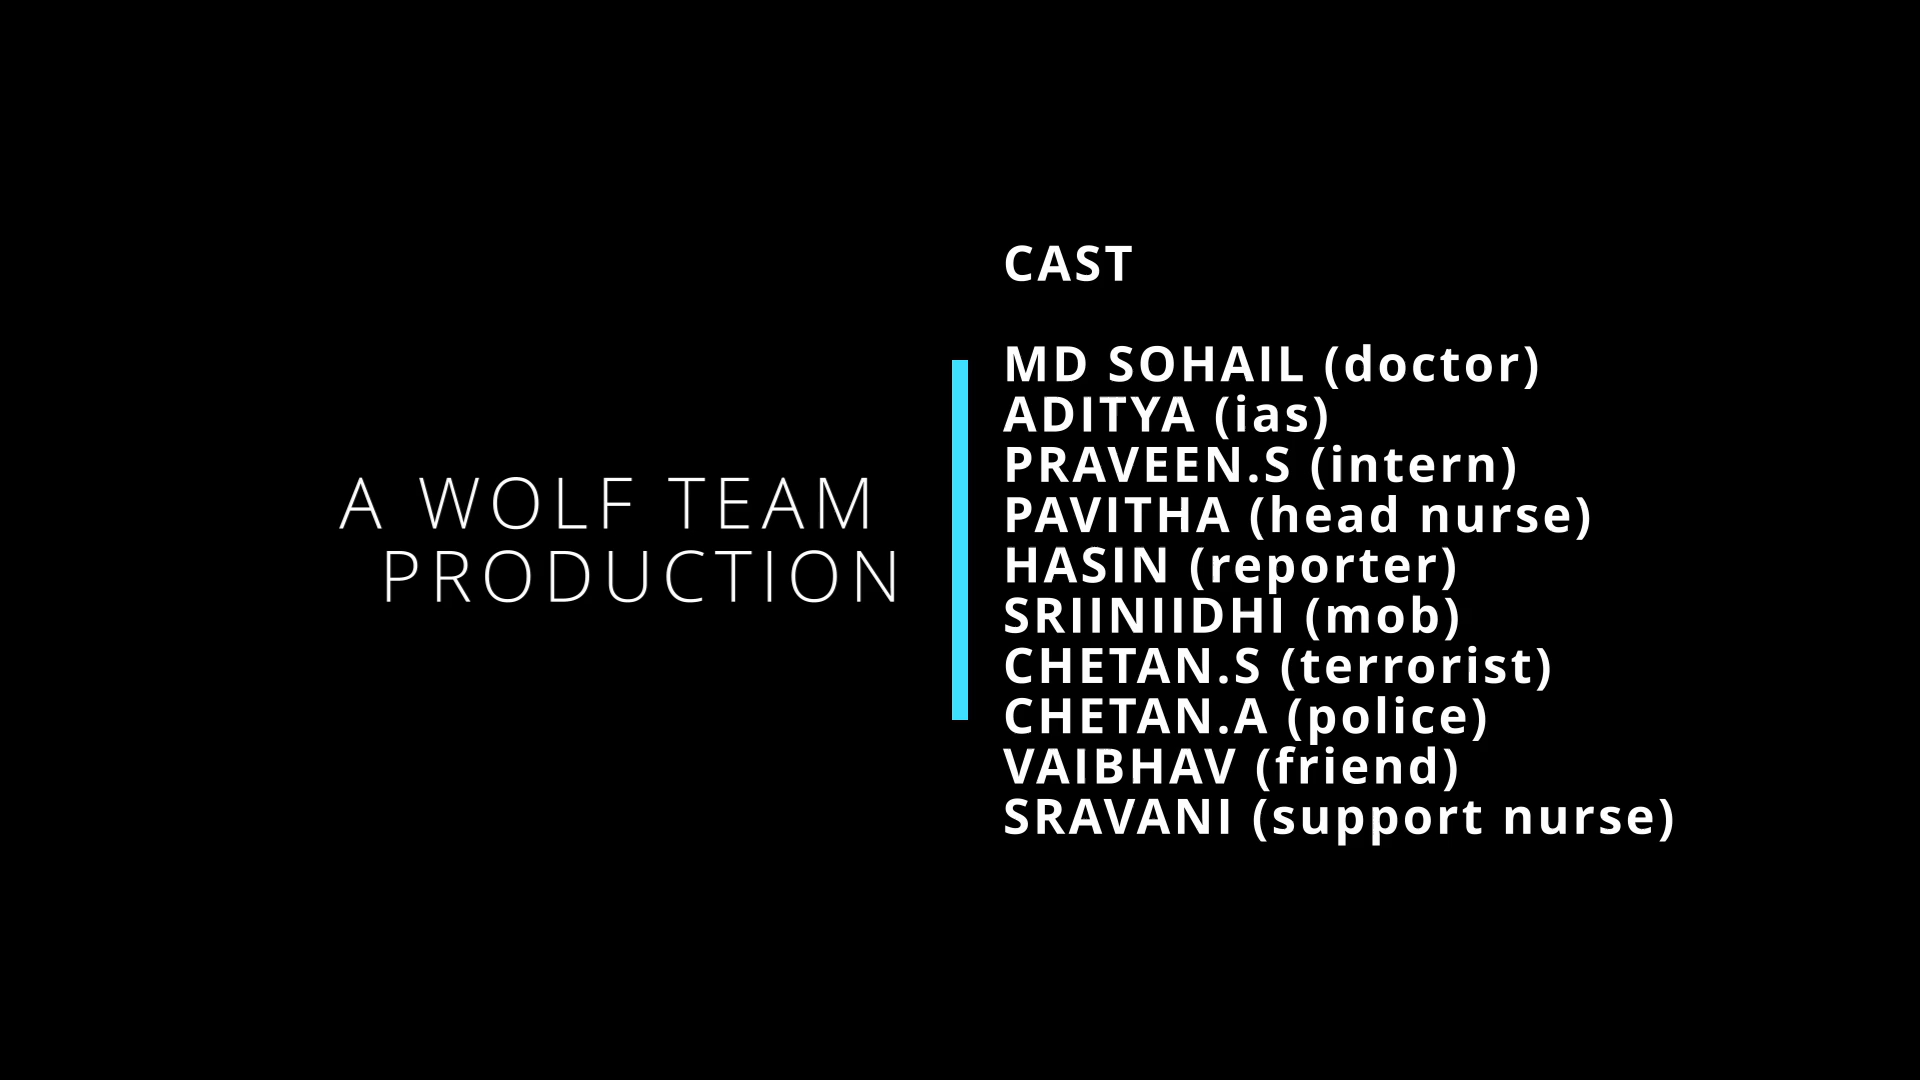 A WOLF TEAM
PRODUCTION
CAST
MD SOHAIL (doctor)
ADITYA (ias)
PRAVEEN.S (intern)
PAVITHA (head nurse)
HASIN (reporter)
SRIINIIDHI (mob)
CHETAN.S (terrorist)
CHETAN.A (police)
VAIBHAV (friend)
SRAVANI (support nurse)